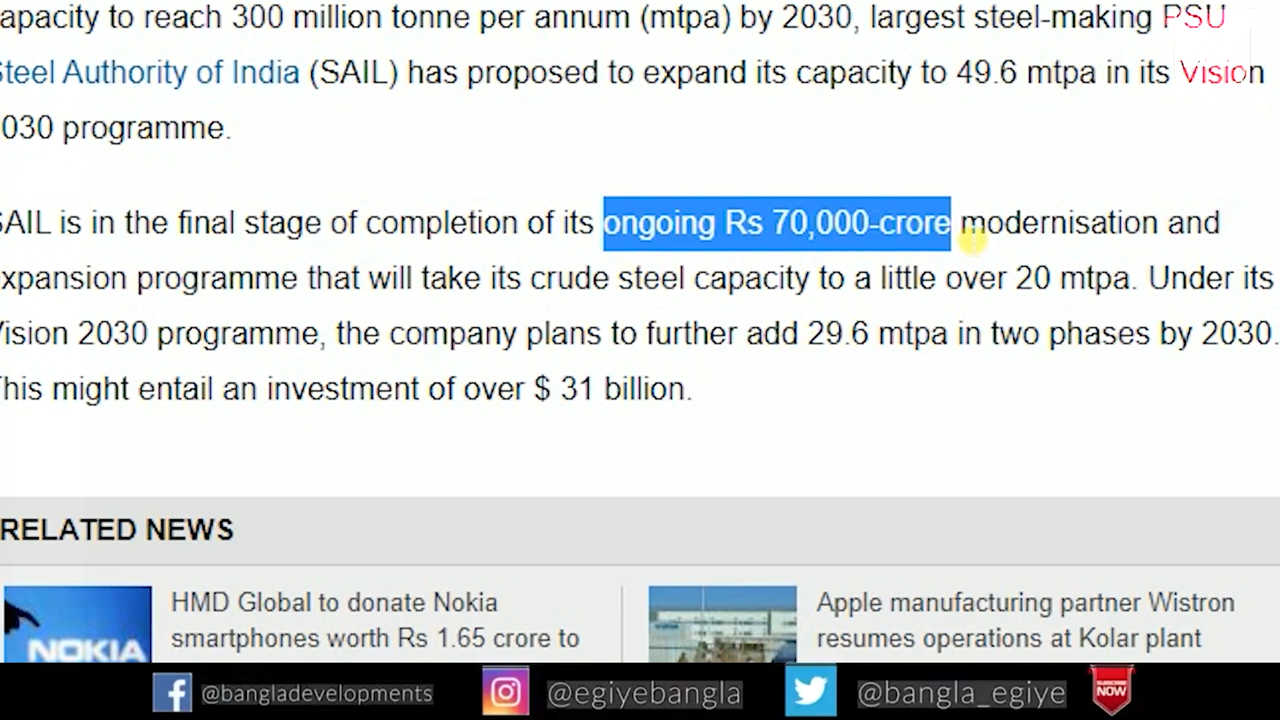 apacity to reach 300 million tonne per annum (mtpa) by 2030, largest steel-making PSU
Steel Authority of India (SAIL) has proposed to expand its capacity to 49.6 mtpa in its Vision
2030 programme.
SAIL is in the final stage of completion of its ongoing Rs 70,000-crore modernisation and
expansion programme that will take its crude steel capacity to a little over 20 mtpa. Under its
Vision 2030 programme, the company plans to further add 29.6 mtpa in two phases by 2030.
This might entail an investment of over $ 31 billion.
RELATED NEWS
NOKIA
HMD Global to donate Nokia
smartphones worth Rs 1.65 crore to
Apple manufacturing partner Wistron
resumes operations at Kolar plant
@bangladevelopments
@egiyebangla
@bangla_egiye
SUBSCRIBE
NOW